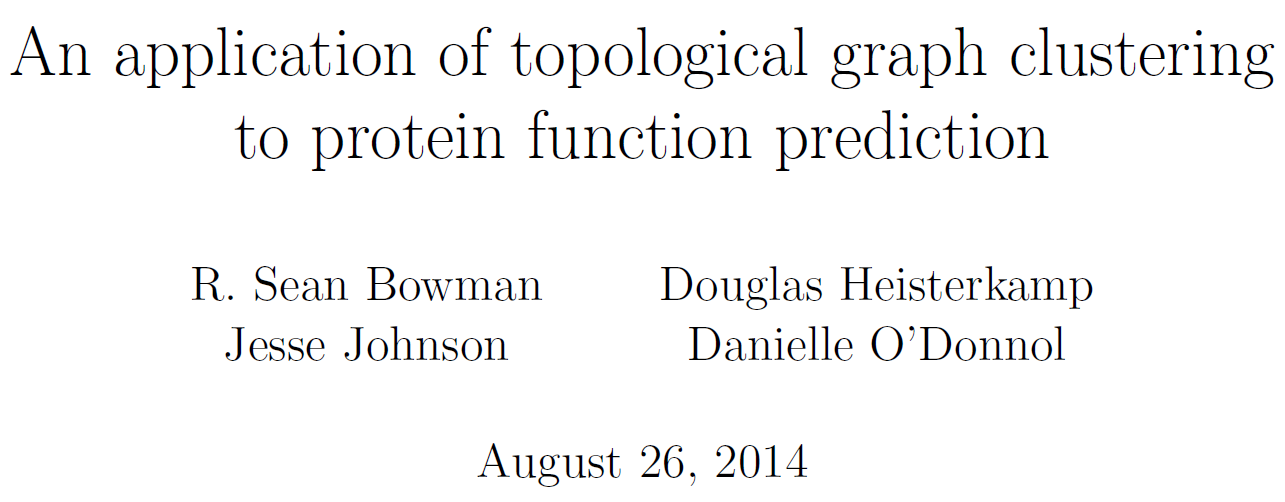 An application of topological graph clustering
to protein function prediction
R. Sean Bowman Douglas Heisterkamp
Jesse Johnson Danielle O'Donnol
August 26, 2014